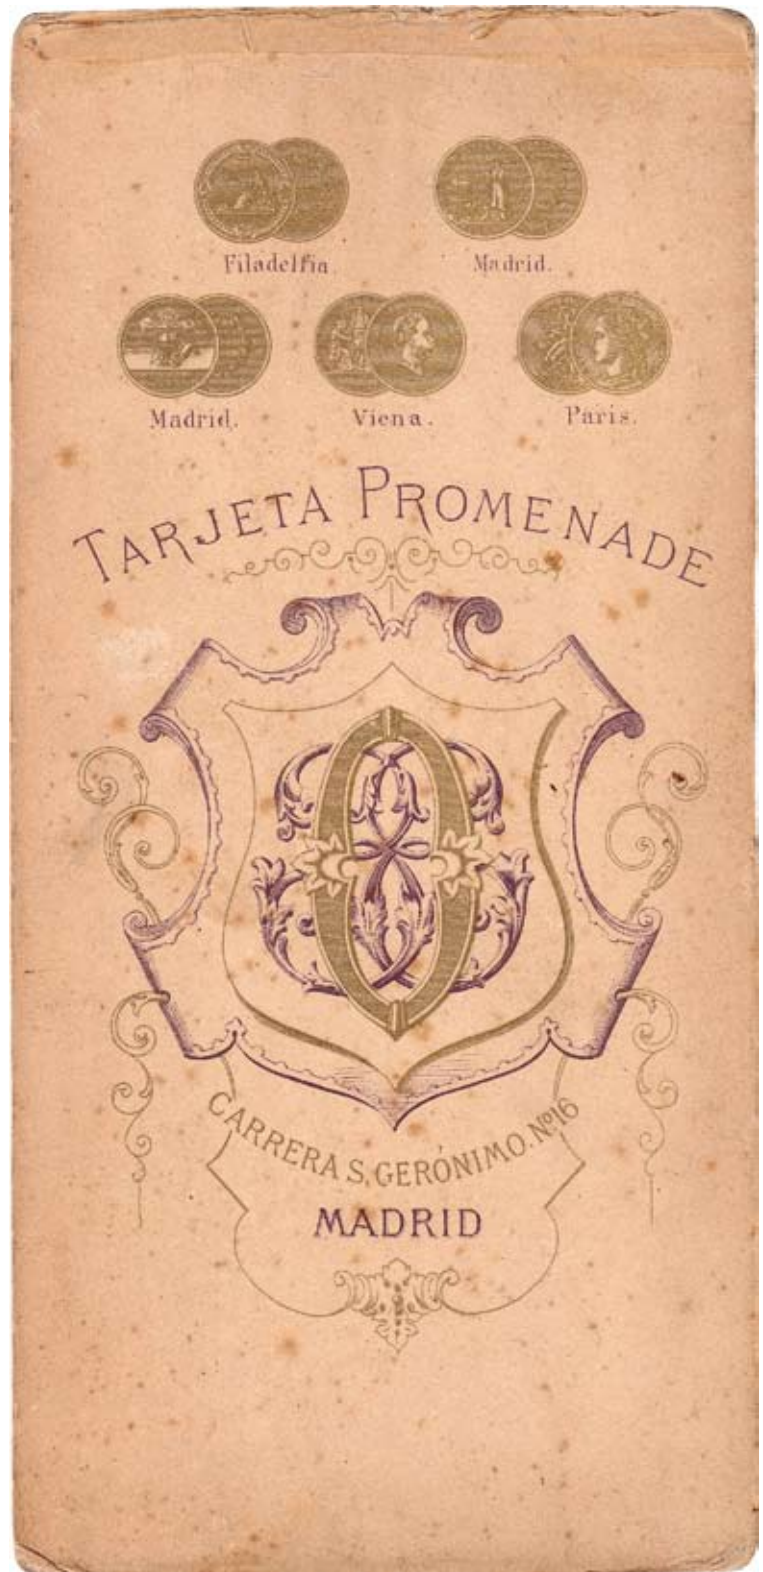 Filadelfia.
Madrid.
Madrid.
Viena.
Paris.
TARJETA PROMENADE
CARRERA S. GERÓNIMO. Nº16
MADRID